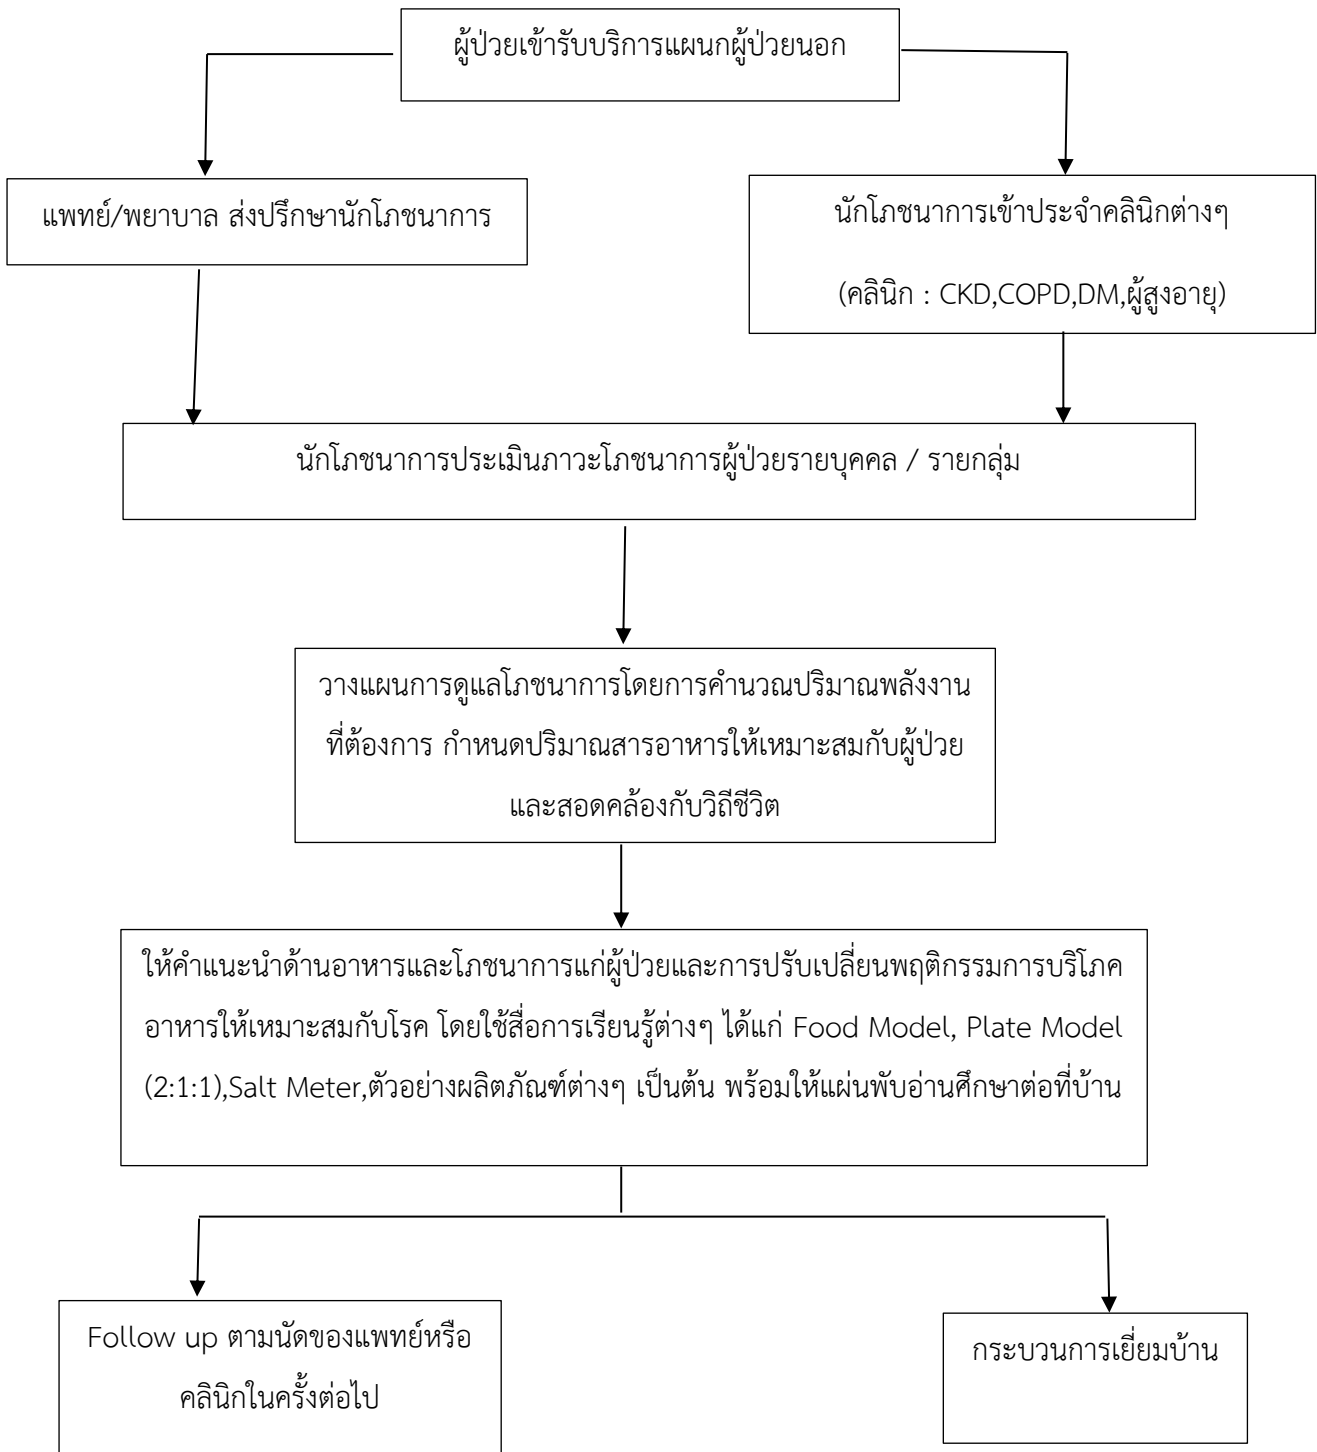 ผู้ป่วยเข้ารับบริการแผนกผู้ป่วยนอก
แพทย์/พยาบาล ส่งปรึกษานักโภชนาการ
นักโภชนาการเข้าประจำคลินิกต่างๆ
(คลินิก : CKD,COPD,DM,ผู้สูงอายุ)
นักโภชนาการประเมินภาวะโภชนาการผู้ป่วยรายบุคคล / รายกลุ่ม
วางแผนการดูแลโภชนาการโดยการคำนวณปริมาณพลังงาน
ที่ต้องการ กำหนดปริมาณสารอาหารให้เหมาะสมกับผู้ป่วย
และสอดคล้องกับวิถีชีวิต
ให้คำแนะนำด้านอาหารและโภชนาการแก่ผู้ป่วยและการปรับเปลี่ยนพฤติกรรมการบริโภค
อาหารให้เหมาะสมกับโรค โดยใช้สื่อการเรียนรู้ต่างๆ ได้แก่ Food Model, Plate Model
(2:1:1),Salt Meter,ตัวอย่างผลิตภัณฑ์ต่างๆ เป็นต้น พร้อมให้แผ่นพับอ่านศึกษาต่อที่บ้าน
Follow up ตามนัดของแพทย์หรือ
คลินิกในครั้งต่อไป
กระบวนการเยี่ยมบ้าน